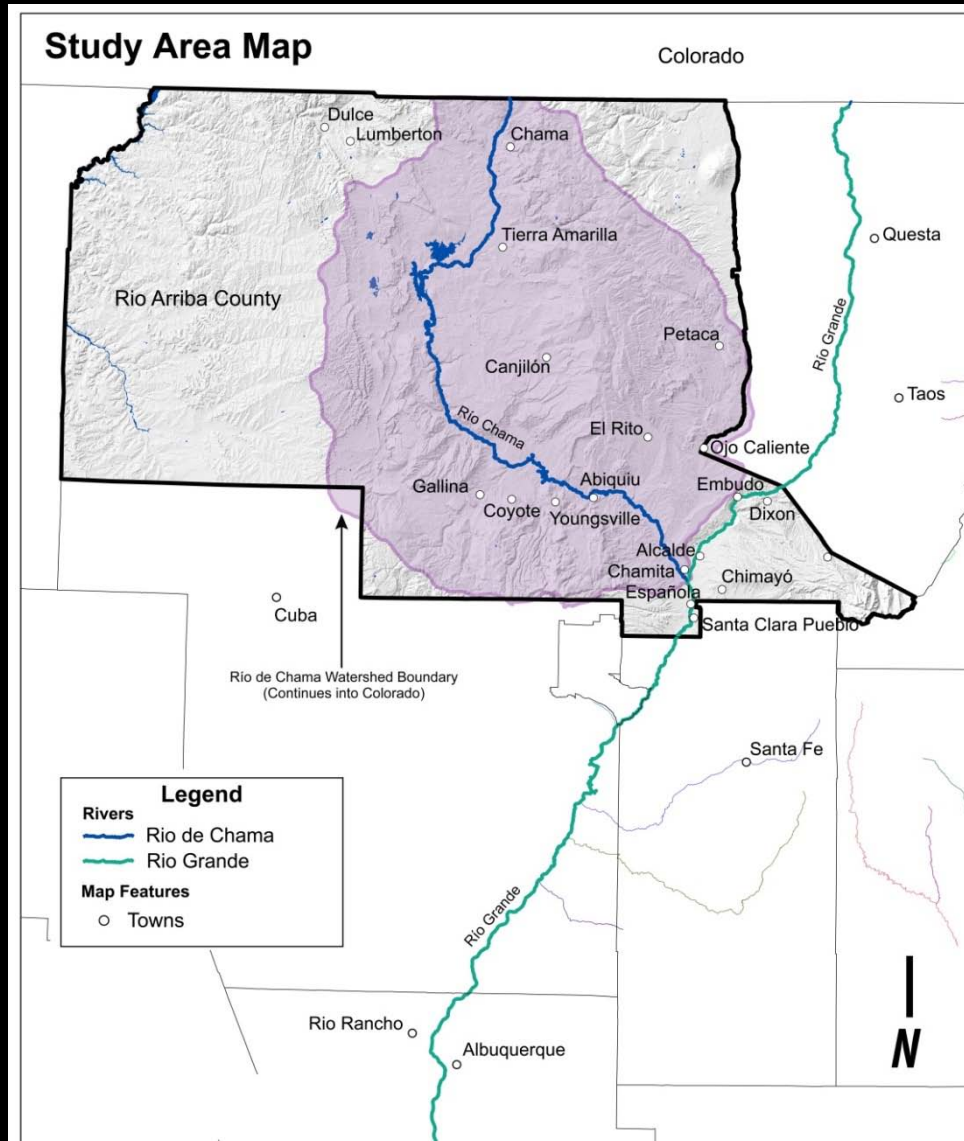 Study Area Map
Colorado
Dulce
Lumberton
Chama
Tierra Amarilla
Questa
Rio Arriba County
Río Grande
Petaca
Canjilón
Taos
Río Chama
El Rito
Ojo Caliente
Gallina
Coyote
Youngsville
Abiquiu
Embudo
Dixon
Alcalde
Chamita
Chimayó
Española
Santa Clara Pueblo
Cuba
Río de Chama Watershed Boundary
(Continues into Colorado)
Santa Fe
Legend
Rivers
Rio de Chama
Rio Grande
Map Features
Towns
Río Grande
Rio Rancho
Albuquerque
N